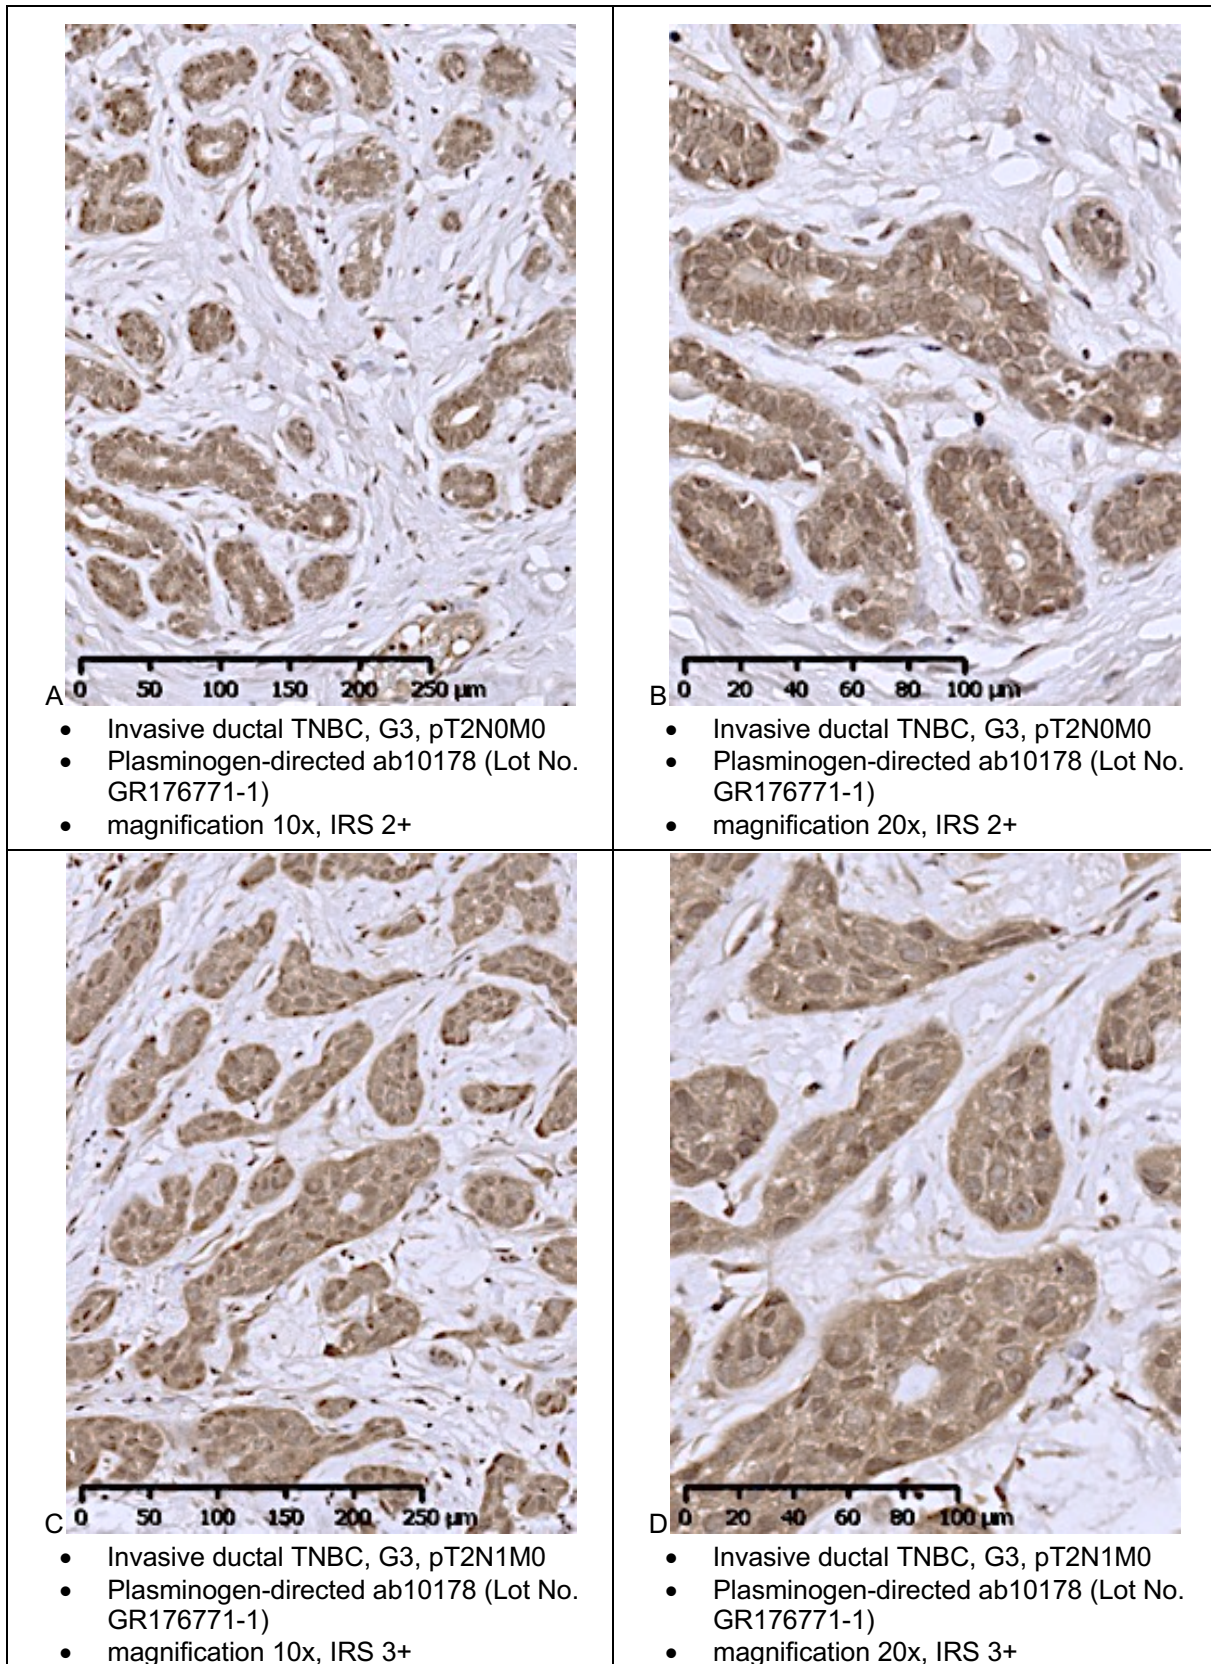 0 50 100 150 200 250 µm
A
• Invasive ductal TNBC, G3, pT2N0M0
• Plasminogen-directed ab10178 (Lot No.
GR176771-1)
• magnification 10x, IRS 2+
0 20 40 60 80 100 µm
B
• Invasive ductal TNBC, G3, pT2N0M0
• Plasminogen-directed ab10178 (Lot No.
GR176771-1)
• magnification 20x, IRS 2+
0 50 100 150 200 250 µm
C
• Invasive ductal TNBC, G3, pT2N1M0
• Plasminogen-directed ab10178 (Lot No.
GR176771-1)
• magnification 10x, IRS 3+
0 20 40 60 80 100 µm
D
• Invasive ductal TNBC, G3, pT2N1M0
• Plasminogen-directed ab10178 (Lot No.
GR176771-1)
• magnification 20x, IRS 3+